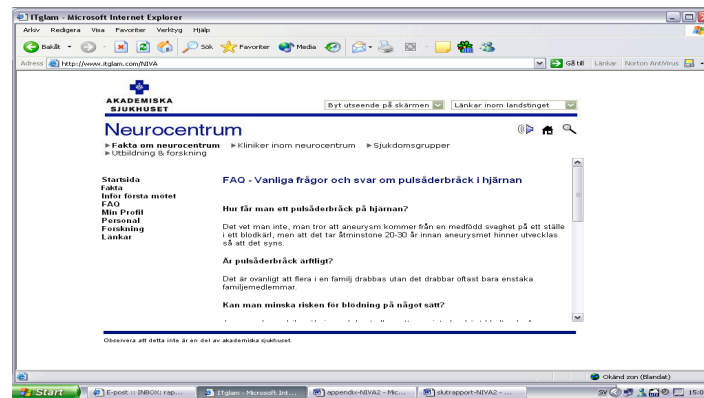 ITglam - Microsoft Internet Explorer
Arkiv Redigera Visa Favoriter Verktyg Hjälp
Bakåt Sök Favoriter Media
Adress http://www.itglam.com/NIVA Gå till Länkar Norton AntiVirus
AKADEMISKA
SJUKHUSET
Byt utseende på skärmen Länkar inom landstinget
Neurocentrum
Fakta om neurocentrum Kliniker inom neurocentrum Sjukdomsgrupper
Utbildning & forskning
Startsida
Fakta
Inför första mötet
FAQ
Min Profil
Personal
Forskning
Länkar
FAQ - Vanliga frågor och svar om pulsåderbråck i hjärnan
Hur får man ett pulsåderbråck på hjärnan?
Det vet man inte, man tror att aneurysm kommer från en medfödd svaghet på ett ställe
i ett blodkärl, men att det tar åtminstone 20-30 år innan aneurysmet hinner utvecklas
så att det syns.
Är pulsåderbråck ärftligt?
Det är ovanligt att flera i en familj drabbas utan det drabbar oftast bara enstaka
familjemedlemmar.
Kan man minska risken för blödning på något sätt?
Observera att detta inte är en del av akademiska sjukhuset.
Okänd zon (Blandat)
Start E-post :: INBOX: rap... ITglam - Microsoft Int... appendix-NIVA2 - Mic... slutrapport-NIVA2 - ... SV 15:0